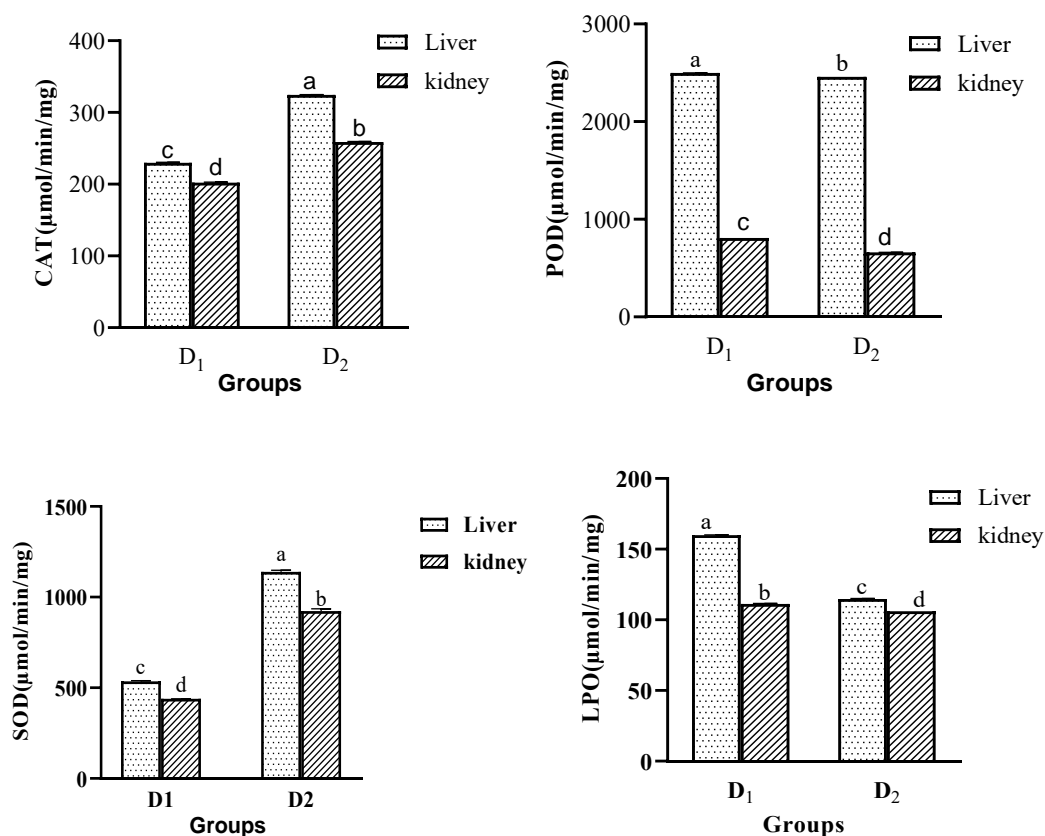 400
300
200
100
0
CAT(µmol/min/mg)
Liver
kidney
c
d
a
b
D₁
D₂
Groups
3000
2000
1000
0
POD(µmol/min/mg)
Liver
kidney
a
c
b
d
D₁
D₂
Groups
1500
1000
500
0
SOD(µmol/min/mg)
Liver
kidney
c
d
a
b
D1
D2
Groups
200
150
100
50
0
LPO(µmol/min/mg)
Liver
kidney
a
b
c
d
D₁
D₂
Groups